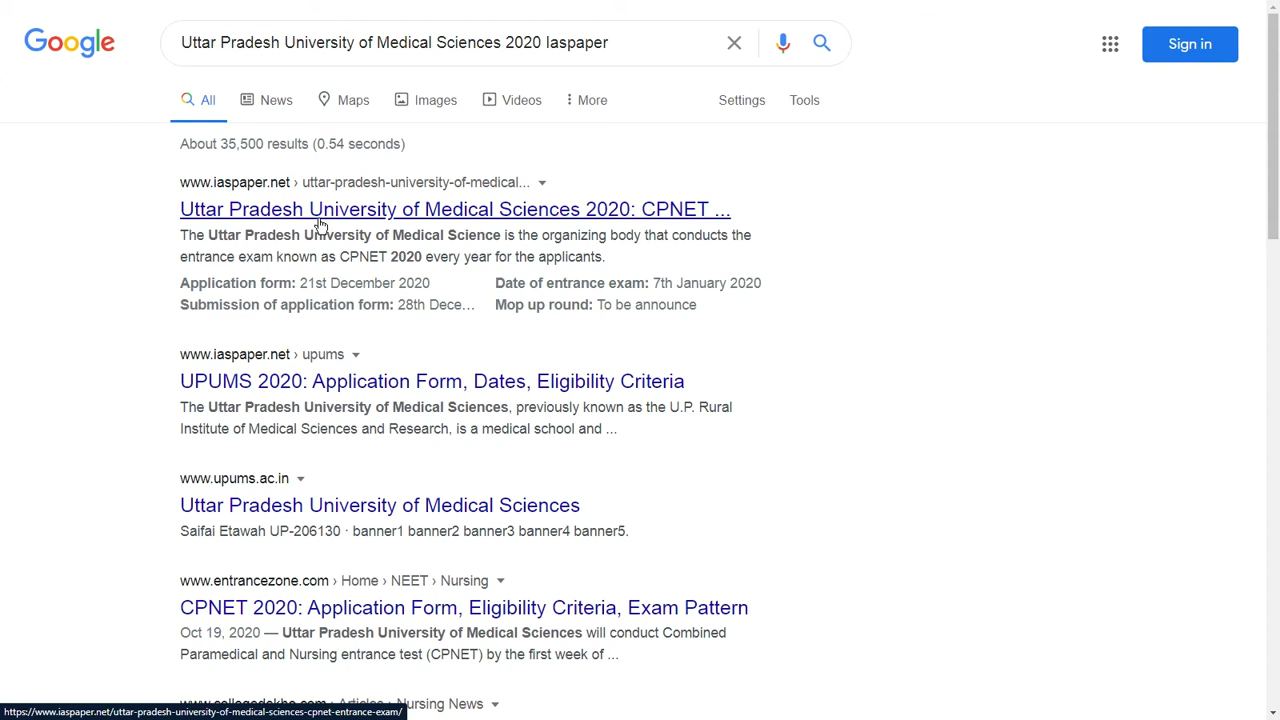 Google
Uttar Pradesh University of Medical Sciences 2020 Iaspaper
Sign in
All News Maps Images Videos More Settings Tools
About 35,500 results (0.54 seconds)
www.iaspaper.net › uttar-pradesh-university-of-medical...
Uttar Pradesh University of Medical Sciences 2020: CPNET ...
The Uttar Pradesh University of Medical Science is the organizing body that conducts the
entrance exam known as CPNET 2020 every year for the applicants.
Application form: 21st December 2020 Date of entrance exam: 7th January 2020
Submission of application form: 28th Dece... Mop up round: To be announce
www.iaspaper.net › upums
UPUMS 2020: Application Form, Dates, Eligibility Criteria
The Uttar Pradesh University of Medical Sciences, previously known as the U.P. Rural
Institute of Medical Sciences and Research, is a medical school and ...
www.upums.ac.in
Uttar Pradesh University of Medical Sciences
Saifai Etawah UP-206130 · banner1 banner2 banner3 banner4 banner5.
www.entrancezone.com › Home › NEET › Nursing
CPNET 2020: Application Form, Eligibility Criteria, Exam Pattern
Oct 19, 2020 — Uttar Pradesh University of Medical Sciences will conduct Combined
Paramedical and Nursing entrance test (CPNET) by the first week of ...
www.collegedekho.com › Articles › Nursing News
https://www.iaspaper.net/uttar-pradesh-university-of-medical-sciences-cpnet-entrance-exam/